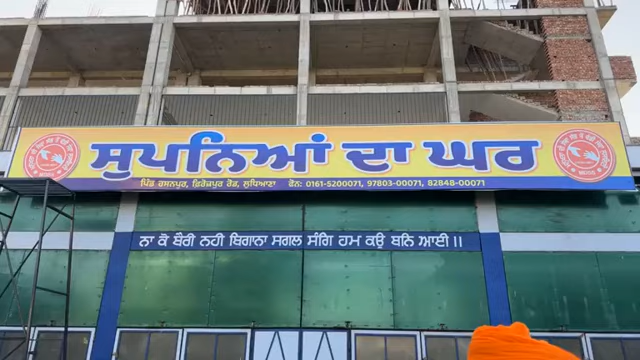 ਸੁਪਨਿਆਂ ਦਾ ਘਰ
ਪਿੰਡ ਹਸਨਪੁਰ, ਫਿਰੋਜ਼ਪੁਰ ਰੋਡ, ਲੁਧਿਆਣਾ ਫੋਨ: 0161-5200071, 97803-00071, 82848-00071
ਨਾ ਕੋ ਬੈਰੀ ਨਹੀ ਬਿਗਾਨਾ ਸਗਲ ਸੰਗਿ ਹਮ ਕਉ ਬਨਿ ਆਈ ॥